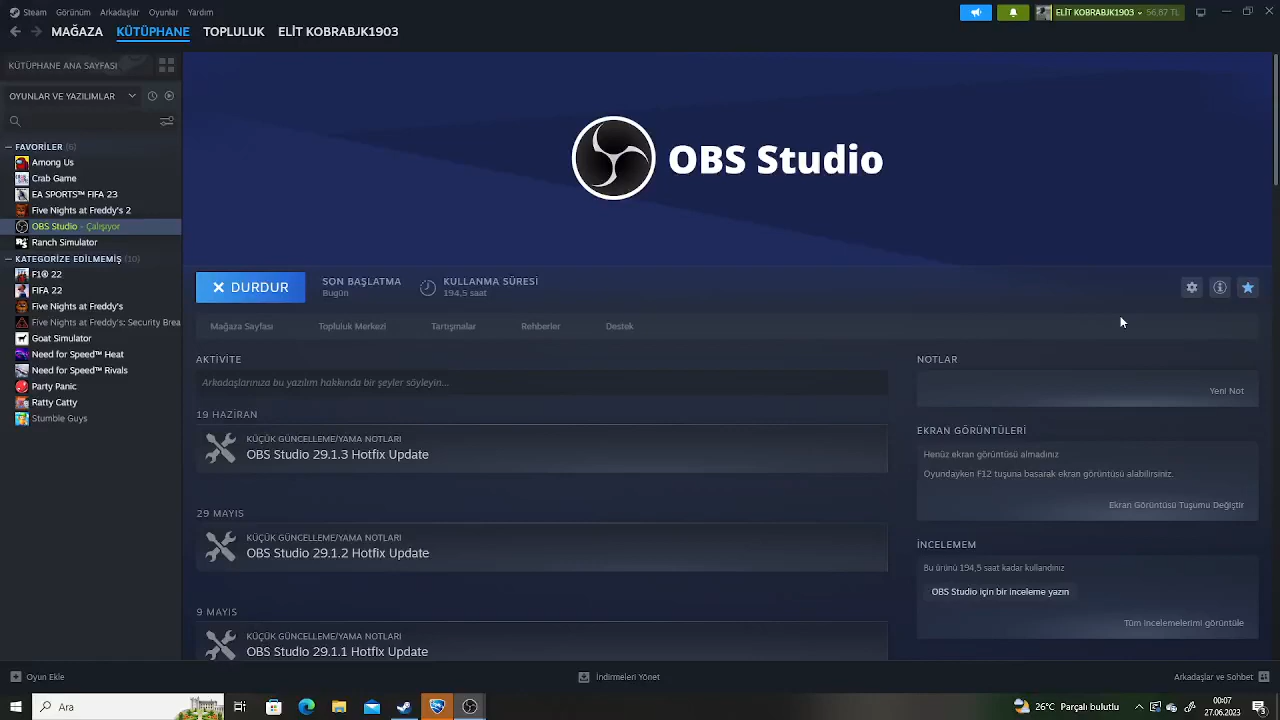 Steam Görünüm Arkadaşlar Oyunlar Yardım
ELİT KOBRABJK1903 56,87 TL
MAĞAZA KÜTÜPHANE TOPLULUK ELİT KOBRABJK1903
KÜTÜPHANE ANA SAYFASI
OYUNLAR VE YAZILIMLAR
FAVORİLER (6)
Among Us
Crab Game
EA SPORTS™ FIFA 23
Five Nights at Freddy's 2
OBS Studio - Çalışıyor
Ranch Simulator
KATEGORİZE EDİLMEMİŞ (10)
F1® 22
FIFA 22
Five Nights at Freddy's
Five Nights at Freddy's: Security Brea
Goat Simulator
Need for Speed™ Heat
Need for Speed™ Rivals
Party Panic
Ratty Catty
Stumble Guys
OBS Studio
DURDUR
SON BAŞLATMA
Bugün
KULLANMA SÜRESİ
194,5 saat
Mağaza Sayfası Topluluk Merkezi Tartışmalar Rehberler Destek
AKTİVİTE
Arkadaşlarınıza bu yazılım hakkında bir şeyler söyleyin...
19 HAZİRAN
KÜÇÜK GÜNCELLEME/YAMA NOTLARI
OBS Studio 29.1.3 Hotfix Update
29 MAYIS
KÜÇÜK GÜNCELLEME/YAMA NOTLARI
OBS Studio 29.1.2 Hotfix Update
9 MAYIS
KÜÇÜK GÜNCELLEME/YAMA NOTLARI
OBS Studio 29.1.1 Hotfix Update
NOTLAR
Yeni Not
EKRAN GÖRÜNTÜLERİ
Henüz ekran görüntüsü almadınız
Oyundayken F12 tuşuna basarak ekran görüntüsü alabilirsiniz.
Ekran Görüntüsü Tuşumu Değiştir
İNCELEMEM
Bu ürünü 194,5 saat kadar kullandınız
OBS Studio için bir inceleme yazın
Tüm incelemelerimi görüntüle
Oyun Ekle
İndirmeleri Yönet
Arkadaşlar ve Sohbet
Ara
26°C Parçalı bulutlu
00:07
27.06.2023